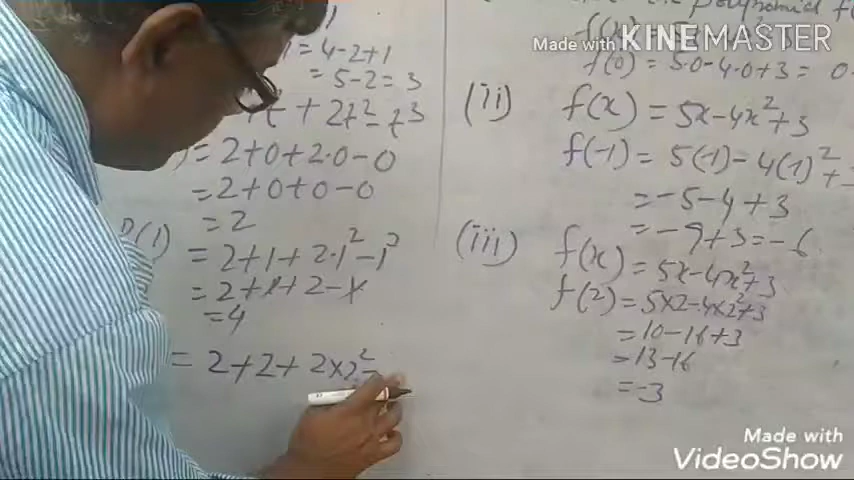 = 4-2+1
= 5-2 = 3
+ 2t² - t³
= 2+0+2·0-0
= 2+0+0-0
= 2
P(1) = 2+1+2·1²-1³
= 2+1+2-1
= 4
= 2+2+2×2²-
the polynomial
f(0) = 5·0-4·0+3 = 0
(ii) f(x) = 5x-4x²+3
f(-1) = 5(-1)-4(1)²+3
= -5-4+3
= -9+3=-6
(iii) f(x) = 5x-4x²+3
f(2) = 5×2-4×2²+3
= 10-16+3
= 13-16
= -3
Made with KINEMASTER
Made with
VideoShow